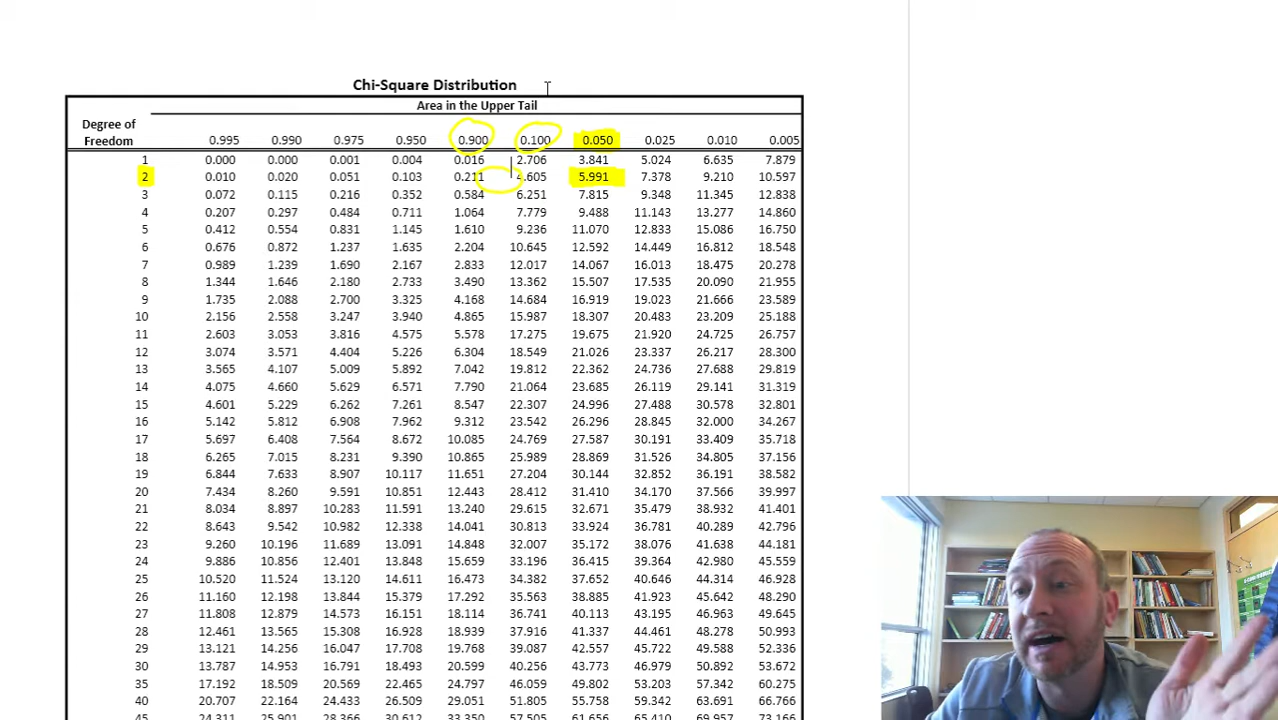 Chi-Square Distribution
Area in the Upper Tail
Degree of
Freedom 0.995 0.990 0.975 0.950 0.900 0.100 0.050 0.025 0.010 0.005
1 0.000 0.000 0.001 0.004 0.016 2.706 3.841 5.024 6.635 7.879
2 0.010 0.020 0.051 0.103 0.211 4.605 5.991 7.378 9.210 10.597
3 0.072 0.115 0.216 0.352 0.584 6.251 7.815 9.348 11.345 12.838
4 0.207 0.297 0.484 0.711 1.064 7.779 9.488 11.143 13.277 14.860
5 0.412 0.554 0.831 1.145 1.610 9.236 11.070 12.833 15.086 16.750
6 0.676 0.872 1.237 1.635 2.204 10.645 12.592 14.449 16.812 18.548
7 0.989 1.239 1.690 2.167 2.833 12.017 14.067 16.013 18.475 20.278
8 1.344 1.646 2.180 2.733 3.490 13.362 15.507 17.535 20.090 21.955
9 1.735 2.088 2.700 3.325 4.168 14.684 16.919 19.023 21.666 23.589
10 2.156 2.558 3.247 3.940 4.865 15.987 18.307 20.483 23.209 25.188
11 2.603 3.053 3.816 4.575 5.578 17.275 19.675 21.920 24.725 26.757
12 3.074 3.571 4.404 5.226 6.304 18.549 21.026 23.337 26.217 28.300
13 3.565 4.107 5.009 5.892 7.042 19.812 22.362 24.736 27.688 29.819
14 4.075 4.660 5.629 6.571 7.790 21.064 23.685 26.119 29.141 31.319
15 4.601 5.229 6.262 7.261 8.547 22.307 24.996 27.488 30.578 32.801
16 5.142 5.812 6.908 7.962 9.312 23.542 26.296 28.845 32.000 34.267
17 5.697 6.408 7.564 8.672 10.085 24.769 27.587 30.191 33.409 35.718
18 6.265 7.015 8.231 9.390 10.865 25.989 28.869 31.526 34.805 37.156
19 6.844 7.633 8.907 10.117 11.651 27.204 30.144 32.852 36.191 38.582
20 7.434 8.260 9.591 10.851 12.443 28.412 31.410 34.170 37.566 39.997
21 8.034 8.897 10.283 11.591 13.240 29.615 32.671 35.479 38.932 41.401
22 8.643 9.542 10.982 12.338 14.041 30.813 33.924 36.781 40.289 42.796
23 9.260 10.196 11.689 13.091 14.848 32.007 35.172 38.076 41.638 44.181
24 9.886 10.856 12.401 13.848 15.659 33.196 36.415 39.364 42.980 45.559
25 10.520 11.524 13.120 14.611 16.473 34.382 37.652 40.646 44.314 46.928
26 11.160 12.198 13.844 15.379 17.292 35.563 38.885 41.923 45.642 48.290
27 11.808 12.879 14.573 16.151 18.114 36.741 40.113 43.195 46.963 49.645
28 12.461 13.565 15.308 16.928 18.939 37.916 41.337 44.461 48.278 50.993
29 13.121 14.256 16.047 17.708 19.768 39.087 42.557 45.722 49.588 52.336
30 13.787 14.953 16.791 18.493 20.599 40.256 43.773 46.979 50.892 53.672
35 17.192 18.509 20.569 22.465 24.797 46.059 49.802 53.203 57.342 60.275
40 20.707 22.164 24.433 26.509 29.051 51.805 55.758 59.342 63.691 66.766
45 24.311 25.901 28.366 30.612 33.350 57.505 61.656 65.410 69.957 73.166